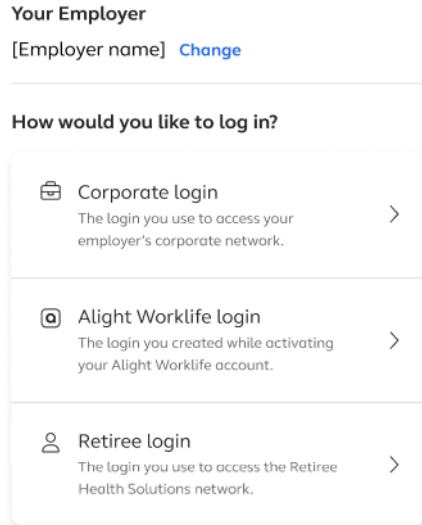 Your Employer
[Employer name] Change
How would you like to log in?
Corporate login
The login you use to access your
employer's corporate network.
Alight Worklife login
The login you created while activating
your Alight Worklife account.
Retiree login
The login you use to access the Retiree
Health Solutions network.